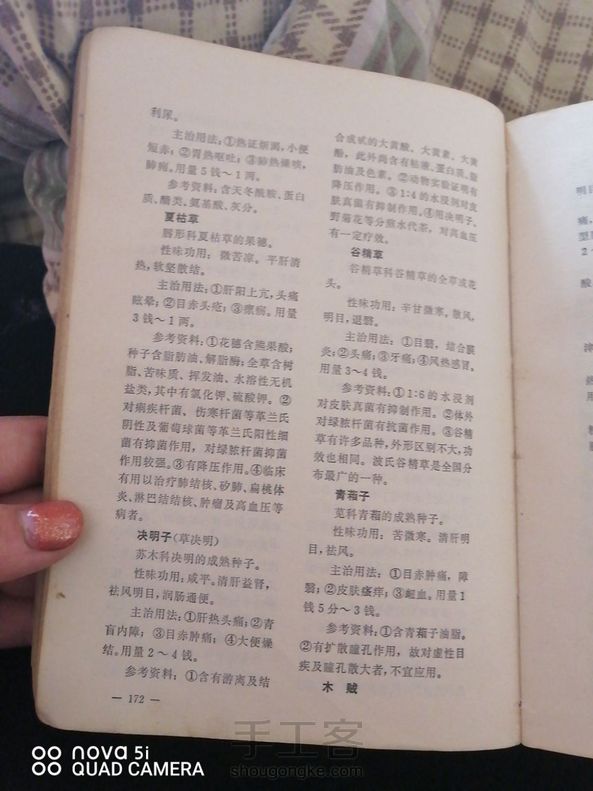 利尿。
主治用法：①热证烦闷，小便
短赤；②胃热呕吐；③肺热燥咳，
肺痈。用量5钱～1两。
参考资料：含天冬酰胺、蛋白
质、醣类、氨基酸、灰分。
夏枯草
唇形科夏枯草的果穗。
性味功用：微苦凉。平肝清
热，软坚散结。
主治用法：①肝阳上亢，头痛
眩晕；②目赤头疮；③瘰疬。用量
3钱～1两。
参考资料：①花穗含熊果酸；
种子含脂肪油、解脂酶；全草含树
脂、苦味质、挥发油、水溶性无机
盐类，其中有氯化钾、硫酸钾。②
对痢疾杆菌、伤寒杆菌等革兰氏
阴性及葡萄球菌等革兰氏阳性细
菌有抑菌作用，对绿脓杆菌抑菌
作用较强。③有降压作用。④临床
有用以治疗肺结核、矽肺、扁桃体
炎、淋巴结结核、肿瘤及高血压等
病者。
决明子(草决明)
苏木科决明的成熟种子。
性味功用：咸平。清肝益肾，
祛风明目，润肠通便。
主治用法：①肝热头痛；②青
盲内障；③目赤肿痛；④大便燥
结。用量2～4钱。
参考资料：①含有游离及结
— 172 —
合成甙的大黄酸、大黄素、大黄
酚，此外尚含有粘液、蛋白质、脂
肪油及色素。②动物实验证明有
降压作用。③1:4的水浸剂对皮
肤真菌有抑制作用。④用决明子、
野菊花等分煎水代茶，对高血压
有一定疗效。
谷精草
谷精草科谷精草的全草或花
头。
性味功用：辛甘微寒。散风，
明目，退翳。
主治用法：①目翳，结合膜
炎；②头痛；③牙痛；④风热感冒。
用量3～4钱。
参考资料：①1:6的水浸剂
对皮肤真菌有抑制作用。②体外
对绿脓杆菌有抗菌作用。③谷精
草有许多品种，外形区别不大，功
效也相同。波氏谷精草是全国分
布最广的一种。
青葙子
苋科青葙的成熟种子。
性味功用：苦微寒。清肝明
目，祛风。
主治用法：①目赤肿痛，障
翳；②皮肤瘙痒；③衄血。用量1
钱5分～3钱。
参考资料：①含青葙子油脂。
②有扩散瞳孔作用，故对虚性目
疾及瞳孔散大者，不宜应用。
木贼
明目
痛，
型肝
2～
酸
nova 5i
QUAD CAMERA
手工客
shougongke.com